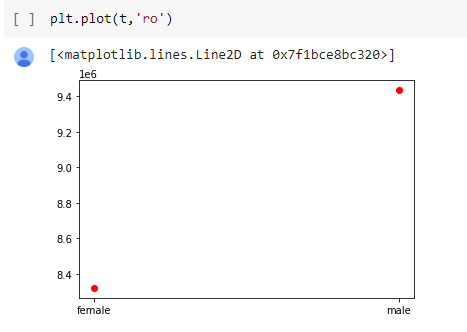 [ ] plt.plot(t,'ro')
[<matplotlib.lines.Line2D at 0x7f1bce8bc320>]
1e6
9.4
9.2
9.0
8.8
8.6
8.4
female male